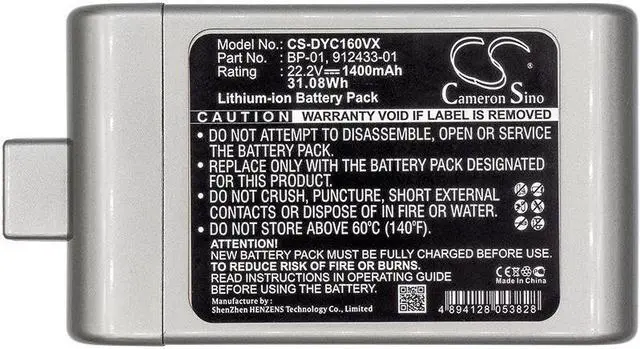 Model No.: CS-DYC160VX
Part No. : BP-01, 912433-01
Rating : 22.2V 1400mAh
31.08Wh
Lithium-ion Battery Pack
CS
Cameron Sino
CAUTION WARRANTY VOID IF LABEL IS REMOVED
• DO NOT ATTEMPT TO DISASSEMBLE, OPEN OR SERVICE
THE BATTERY PACK.
• REPLACE ONLY WITH THE BATTERY PACK DESIGNATED
FOR THIS PRODUCT.
• DO NOT CRUSH, PUNCTURE, SHORT EXTERNAL
CONTACTS OR DISPOSE OF IN FIRE OR WATER.
• DO NOT STORE ABOVE 60°C (140°F).
ATTENTION!
NEW BATTERY PACK MUST BE FULLY CHARGED BEFORE USE.
TO REDUCE RISK OF FIRE OR BURNS.
READ INSTRUCTIONS IN OPERATING GUIDE
BEFORE USING BATTERY PACK.
CE
Made in China
Manufactured by:
ShenZhen HENZENS Technology Co., Limited
4 894128 053828